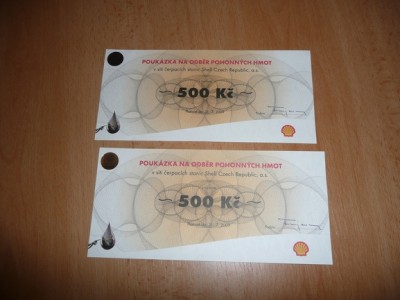 POUKÁZKA NA ODBĚR POHONNÝCH HMOT
v síti čerpacích stanic Shell Czech Republic, a.s.
500 Kč
POUKÁZKA NA ODBĚR POHONNÝCH HMOT
v síti čerpacích stanic Shell Czech Republic, a.s.
500 Kč